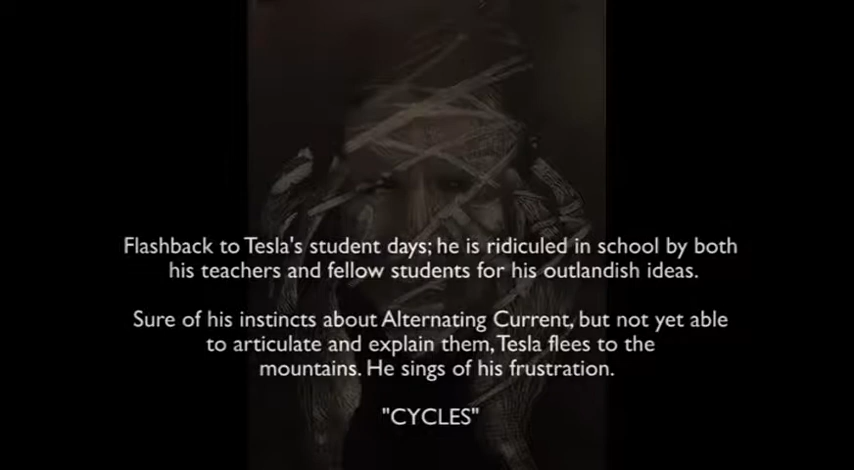 Flashback to Tesla's student days; he is ridiculed in school by both
his teachers and fellow students for his outlandish ideas.
Sure of his instincts about Alternating Current, but not yet able
to articulate and explain them, Tesla flees to the
mountains. He sings of his frustration.
"CYCLES"